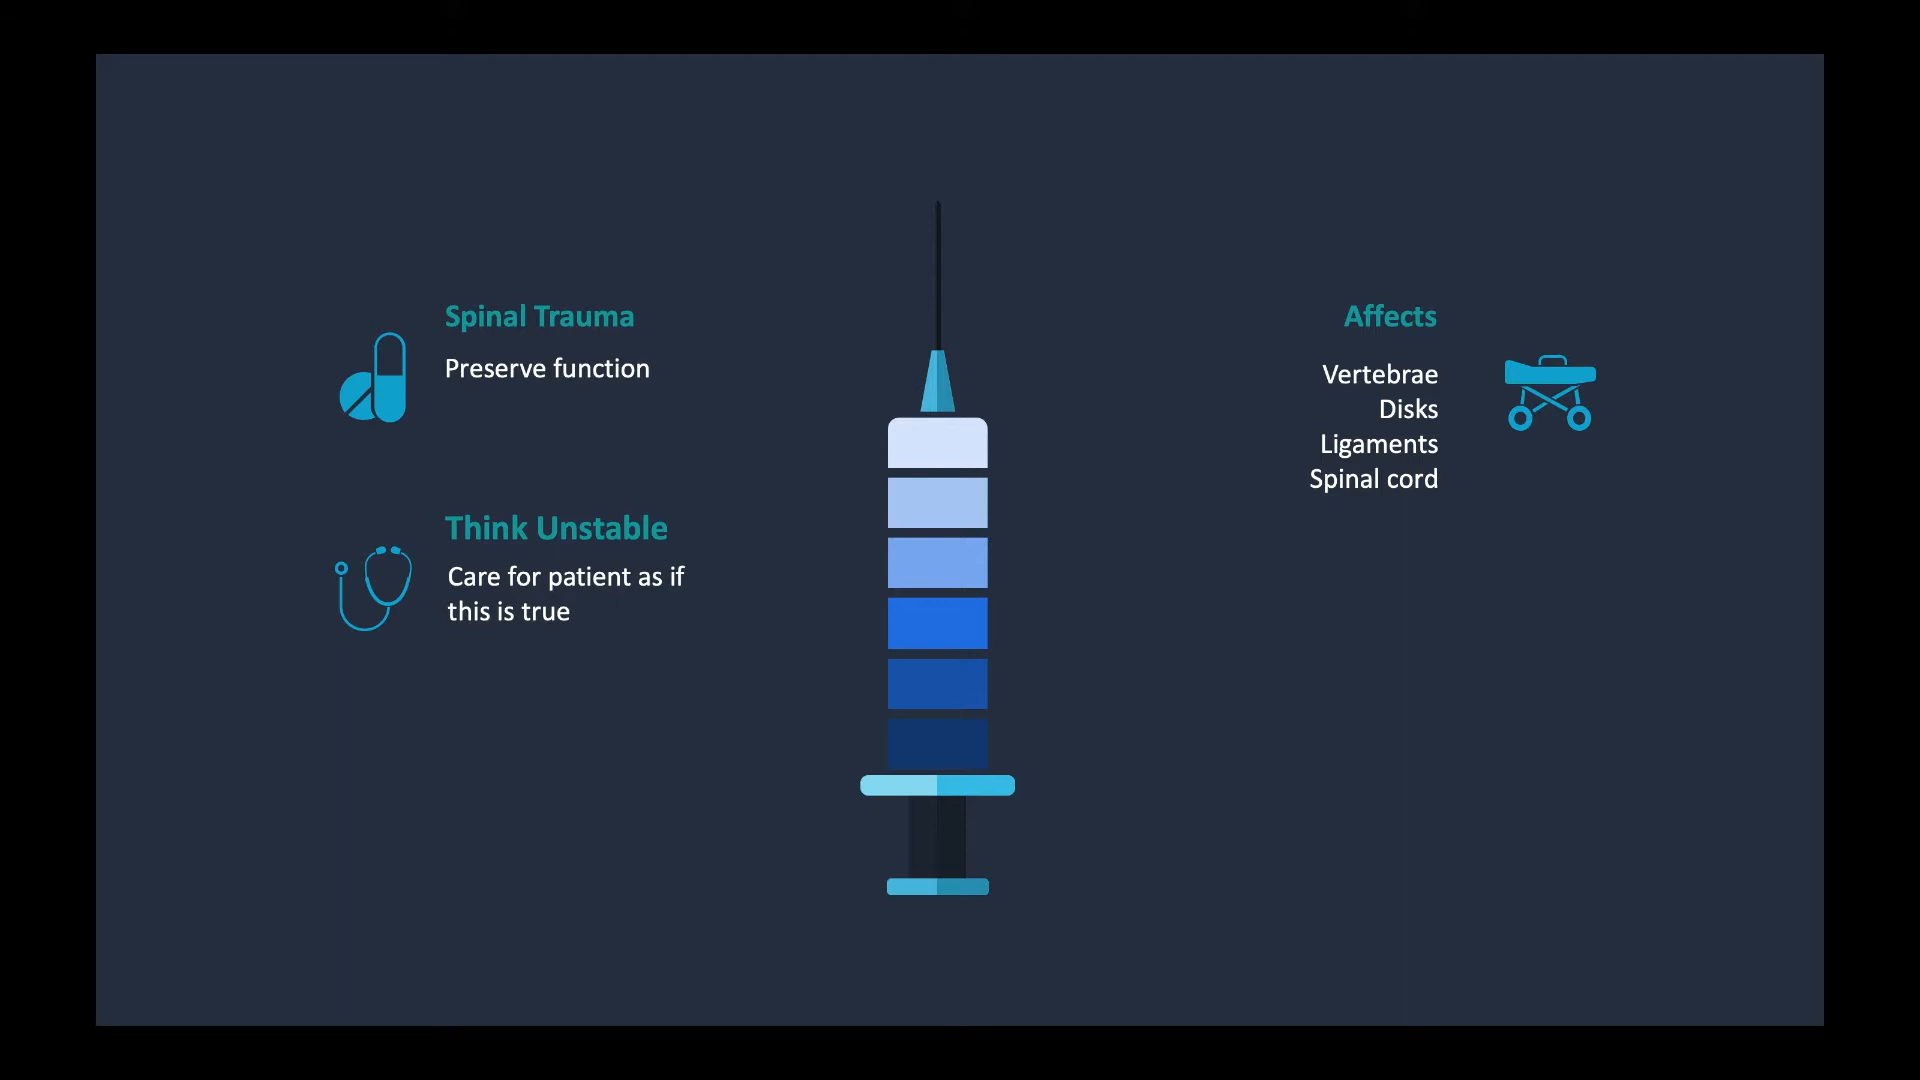 Spinal Trauma
Preserve function
Think Unstable
Care for patient as if
this is true
Affects
Vertebrae
Disks
Ligaments
Spinal cord